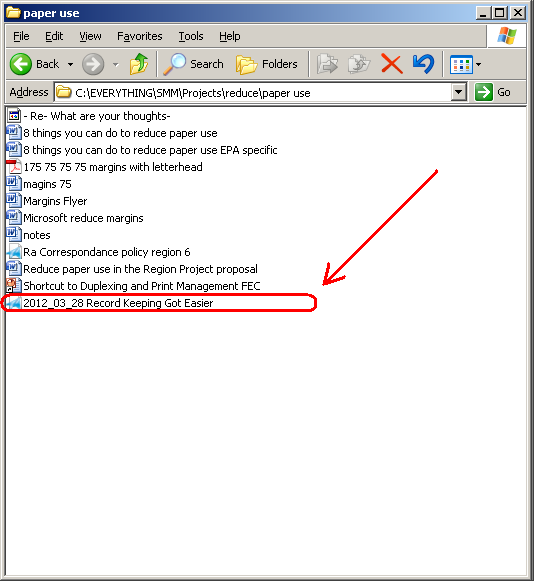 paper use
File Edit View Favorites Tools Help
Back Search Folders
Address C:\EVERYTHING\SMM\Projects\reduce\paper use Go
- Re- What are your thoughts-
8 things you can do to reduce paper use
8 things you can do to reduce paper use EPA specific
175 75 75 75 margins with letterhead
magins 75
Margins Flyer
Microsoft reduce margins
notes
Ra Correspondance policy region 6
Reduce paper use in the Region Project proposal
Shortcut to Duplexing and Print Management FEC
2012_03_28 Record Keeping Got Easier